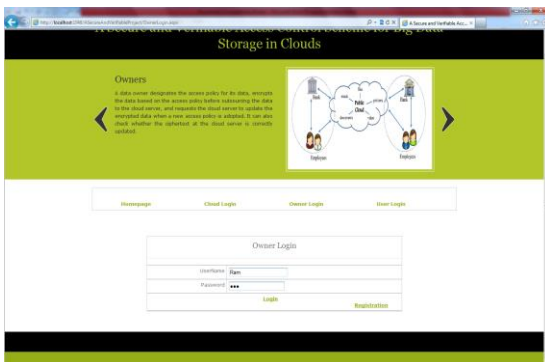 A Secure and Verifiable Access Control Scheme for Big Data
Storage in Clouds
Owners
A data owner designates the access policy for its data, encrypts
the data based on the access policy before outsourcing the data
to the cloud server, and requests the cloud server to update the
encrypted data when a new access policy is adopted. It can also
check whether the ciphertext at the cloud server is correctly
updated.
Bank
Bank
Public
Cloud
Employees
Employees
Homepage
Cloud Login
Owner Login
User Login
Owner Login
UserName
Ram
Password
Login
Registration